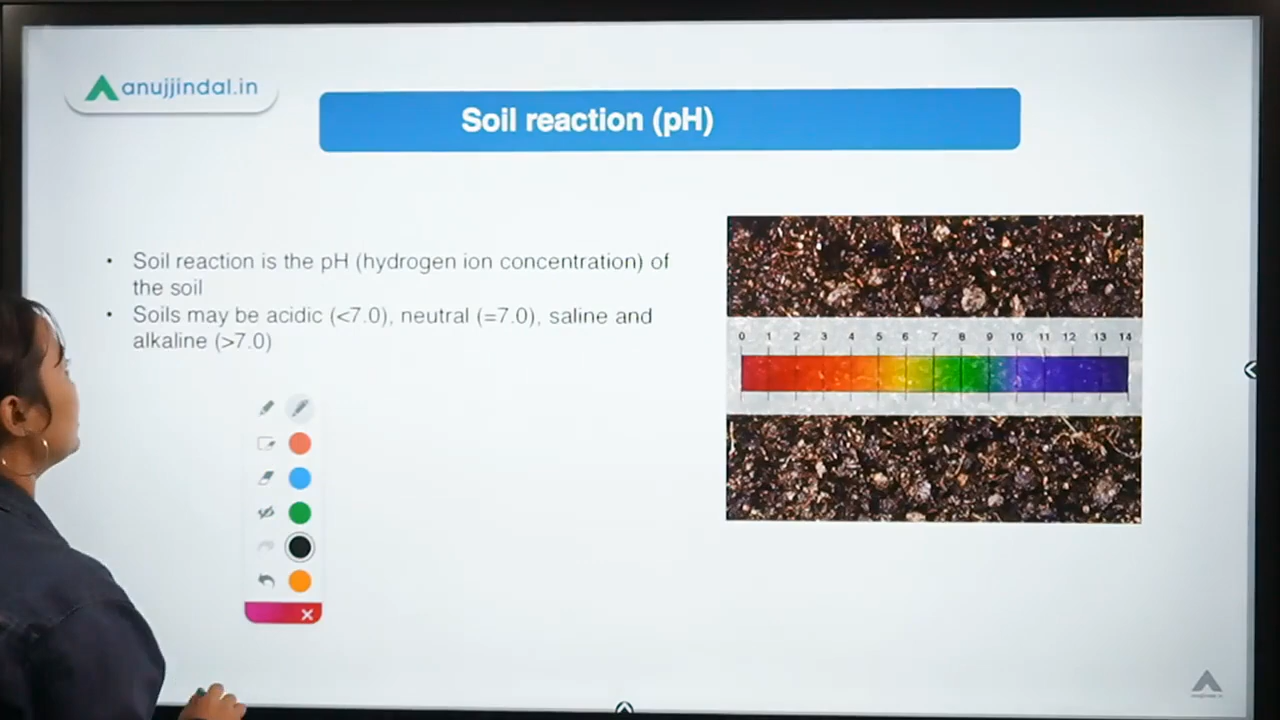 anujjindal.in
Soil reaction (pH)
• Soil reaction is the pH (hydrogen ion concentration) of
the soil
• Soils may be acidic (<7.0), neutral (=7.0), saline and
alkaline (>7.0)
0 1 2 3 4 5 6 7 8 9 10 11 12 13 14